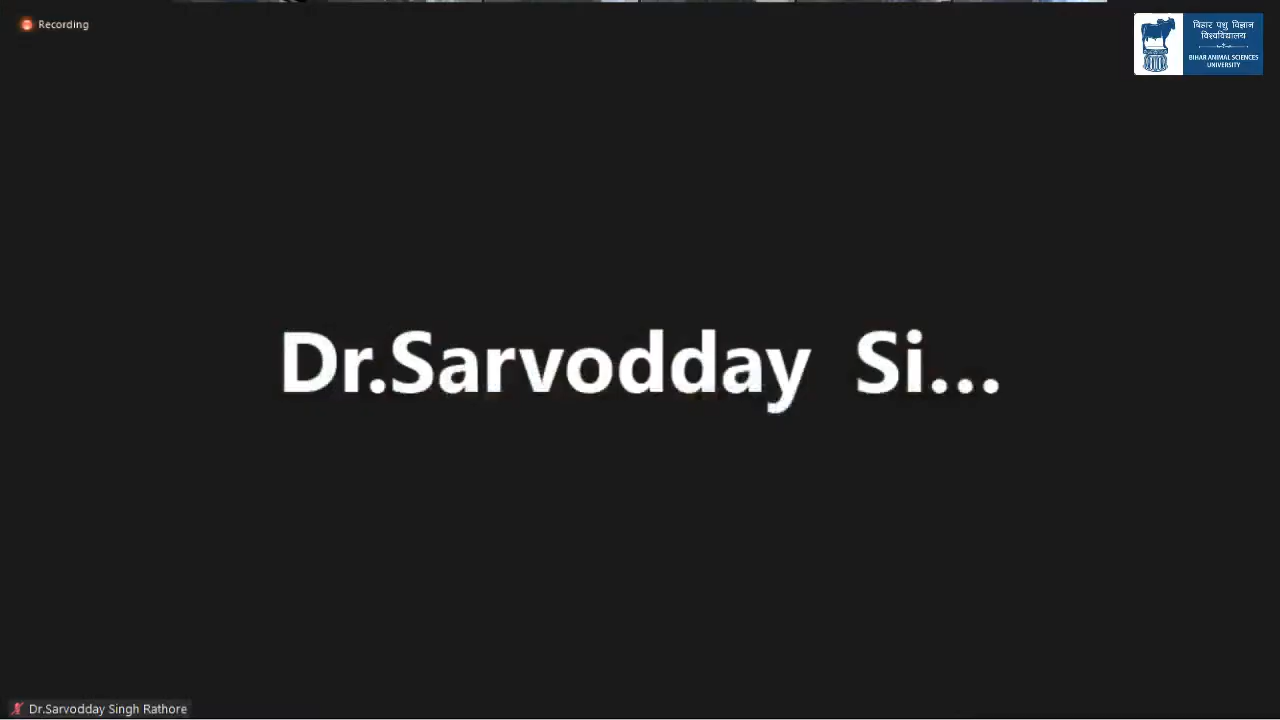 Recording
बिहार पशु विज्ञान
विश्वविद्यालय
BIHAR ANIMAL SCIENCES
UNIVERSITY
Dr.Sarvodday Si...
Dr.Sarvodday Singh Rathore